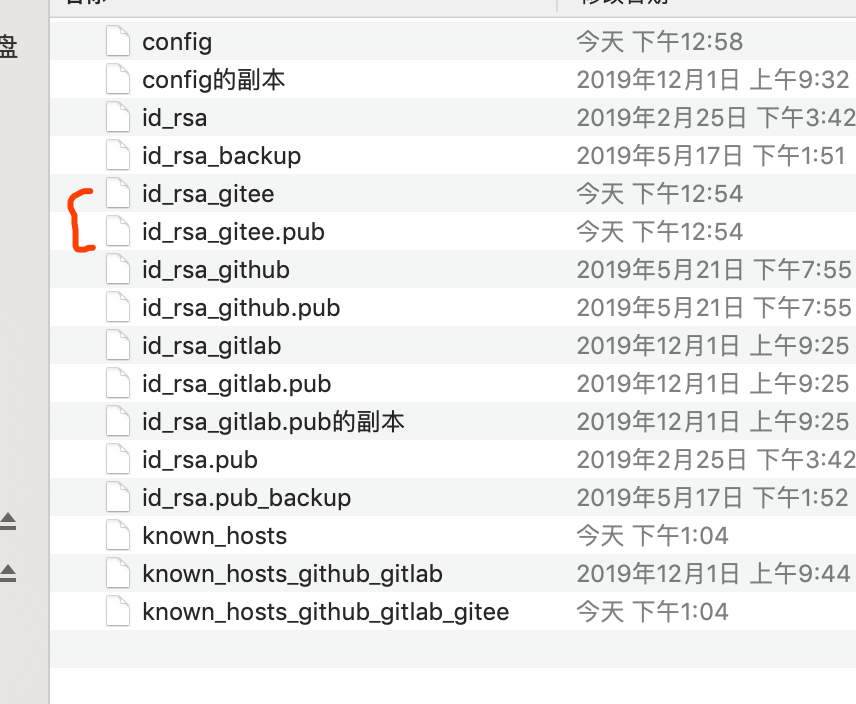 盘
config 今天 下午12:58
config的副本 2019年12月1日 上午9:32
id_rsa 2019年2月25日 下午3:42
id_rsa_backup 2019年5月17日 下午1:51
id_rsa_gitee 今天 下午12:54
id_rsa_gitee.pub 今天 下午12:54
id_rsa_github 2019年5月21日 下午7:55
id_rsa_github.pub 2019年5月21日 下午7:55
id_rsa_gitlab 2019年12月1日 上午9:25
id_rsa_gitlab.pub 2019年12月1日 上午9:25
id_rsa_gitlab.pub的副本 2019年12月1日 上午9:25
id_rsa.pub 2019年2月25日 下午3:42
id_rsa.pub_backup 2019年5月17日 下午1:52
known_hosts 今天 下午1:04
known_hosts_github_gitlab 2019年12月1日 上午9:44
known_hosts_github_gitlab_gitee 今天 下午1:04